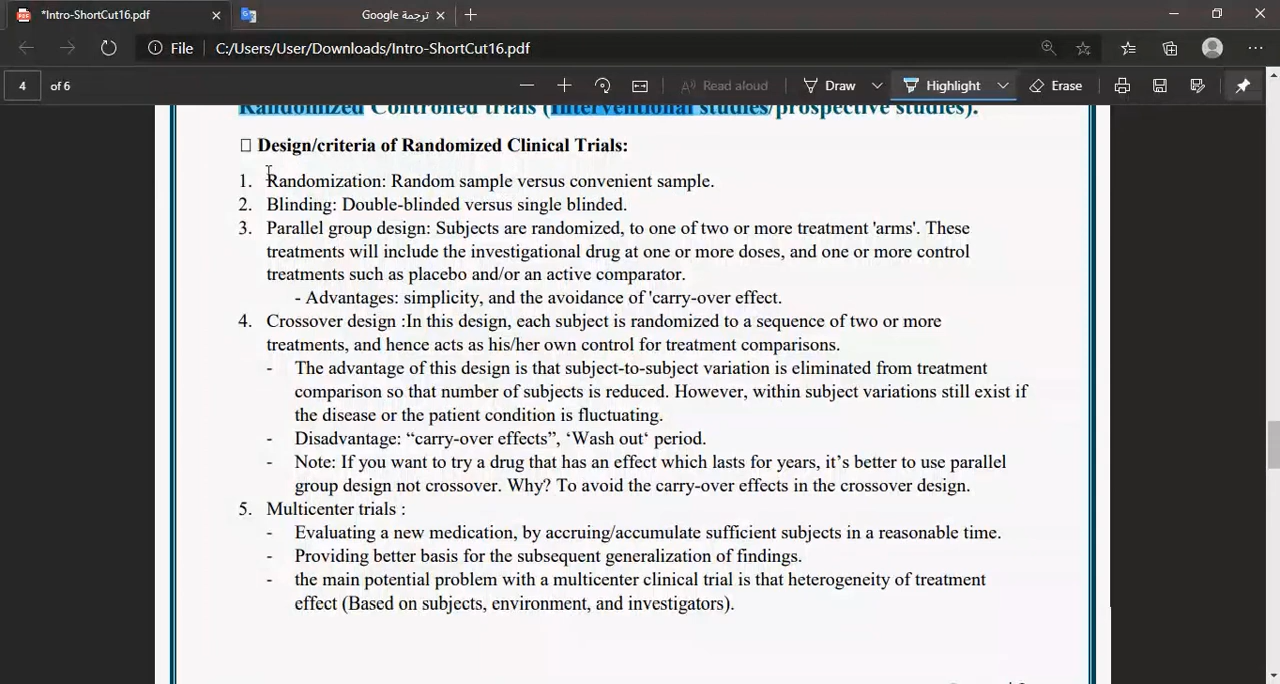 *Intro-ShortCut16.pdf
ترجمة Google
File C:/Users/User/Downloads/Intro-ShortCut16.pdf
4 of 6 Read aloud Draw Highlight Erase
Randomized Controlled trials (Interventional studies/prospective studies).
Design/criteria of Randomized Clinical Trials:
1. Randomization: Random sample versus convenient sample.
2. Blinding: Double-blinded versus single blinded.
3. Parallel group design: Subjects are randomized, to one of two or more treatment 'arms'. These
treatments will include the investigational drug at one or more doses, and one or more control
treatments such as placebo and/or an active comparator.
- Advantages: simplicity, and the avoidance of 'carry-over effect.
4. Crossover design :In this design, each subject is randomized to a sequence of two or more
treatments, and hence acts as his/her own control for treatment comparisons.
- The advantage of this design is that subject-to-subject variation is eliminated from treatment
comparison so that number of subjects is reduced. However, within subject variations still exist if
the disease or the patient condition is fluctuating.
- Disadvantage: “carry-over effects”, ‘Wash out‘ period.
- Note: If you want to try a drug that has an effect which lasts for years, it’s better to use parallel
group design not crossover. Why? To avoid the carry-over effects in the crossover design.
5. Multicenter trials :
- Evaluating a new medication, by accruing/accumulate sufficient subjects in a reasonable time.
- Providing better basis for the subsequent generalization of findings.
- the main potential problem with a multicenter clinical trial is that heterogeneity of treatment
effect (Based on subjects, environment, and investigators).